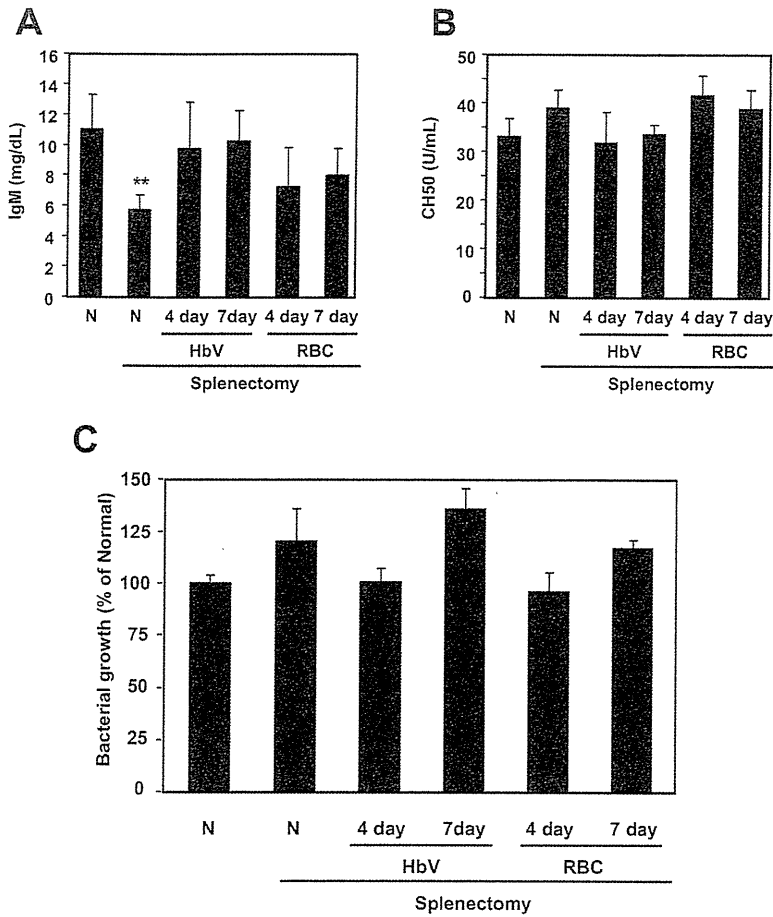 A
IgM (mg/dL)
16
14
12
10
8
6
4
2
0
**
N N 4 day 7day 4 day 7 day
HbV RBC
Splenectomy
B
CH50 (U/mL)
50
40
30
20
10
0
N N 4 day 7 day 4 day 7 day
HbV RBC
Splenectomy
C
Bacterial growth (% of Normal)
150
125
100
75
50
25
0
N N 4 day 7day 4 day 7 day
HbV RBC
Splenectomy